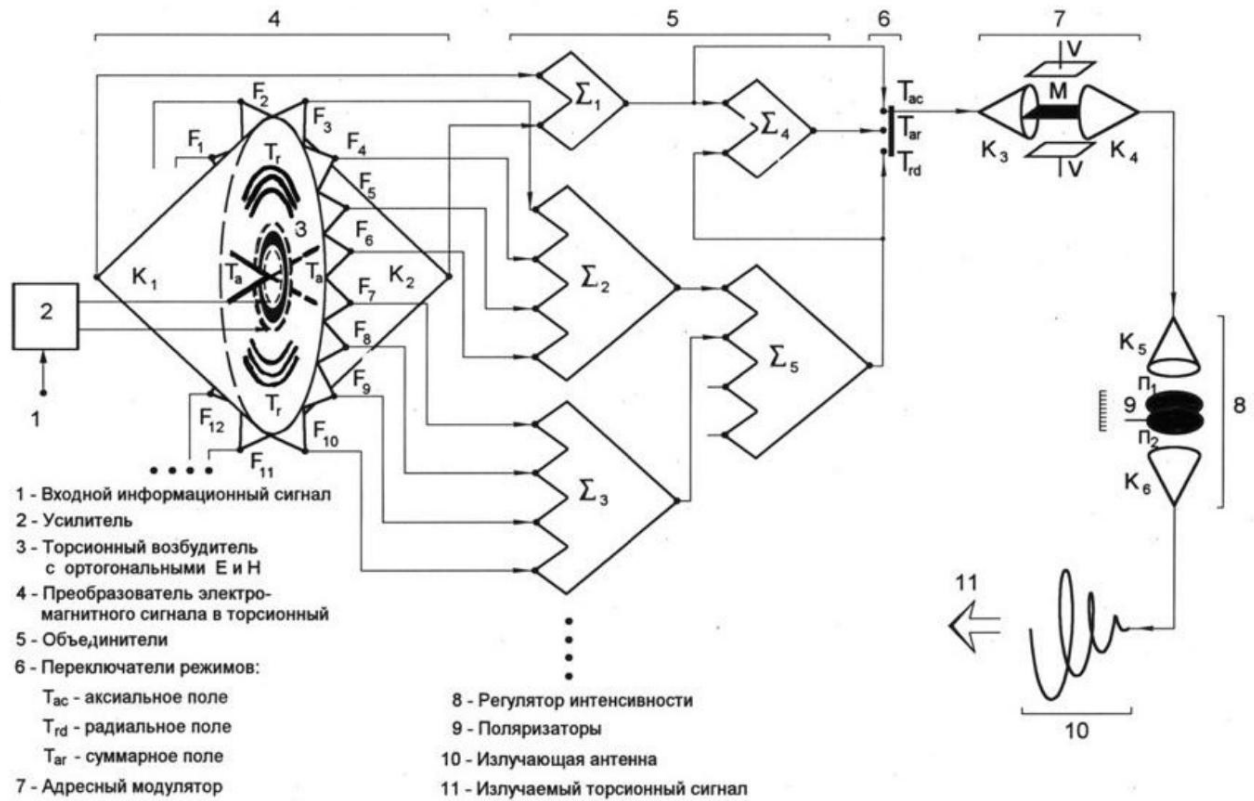 4
5
6
7
V
F₂
F₃
Σ₁
Tac
M
F₁
F₄
Σ₄
Tar
Tr
F₅
Trd
K₃
K₄
V
3
F₆
K₁
Ta
Ta
K₂
Σ₂
2
F₇
F₈
K₅
Σ₅
F₉
П₁
Tr
9
8
F₁₂
П₂
1
F₁₀
F₁₁
K₆
Σ₃
1 - Входной информационный сигнал
2 - Усилитель
3 - Торсионный возбудитель
с ортогональными E и H
4 - Преобразователь электро-
магнитного сигнала в торсионный
5 - Объединители
6 - Переключатели режимов:
Tac - аксиальное поле
Trd - радиальное поле
Tar - суммарное поле
7 - Адресный модулятор
8 - Регулятор интенсивности
9 - Поляризаторы
10 - Излучающая антенна
11 - Излучаемый торсионный сигнал
11
10